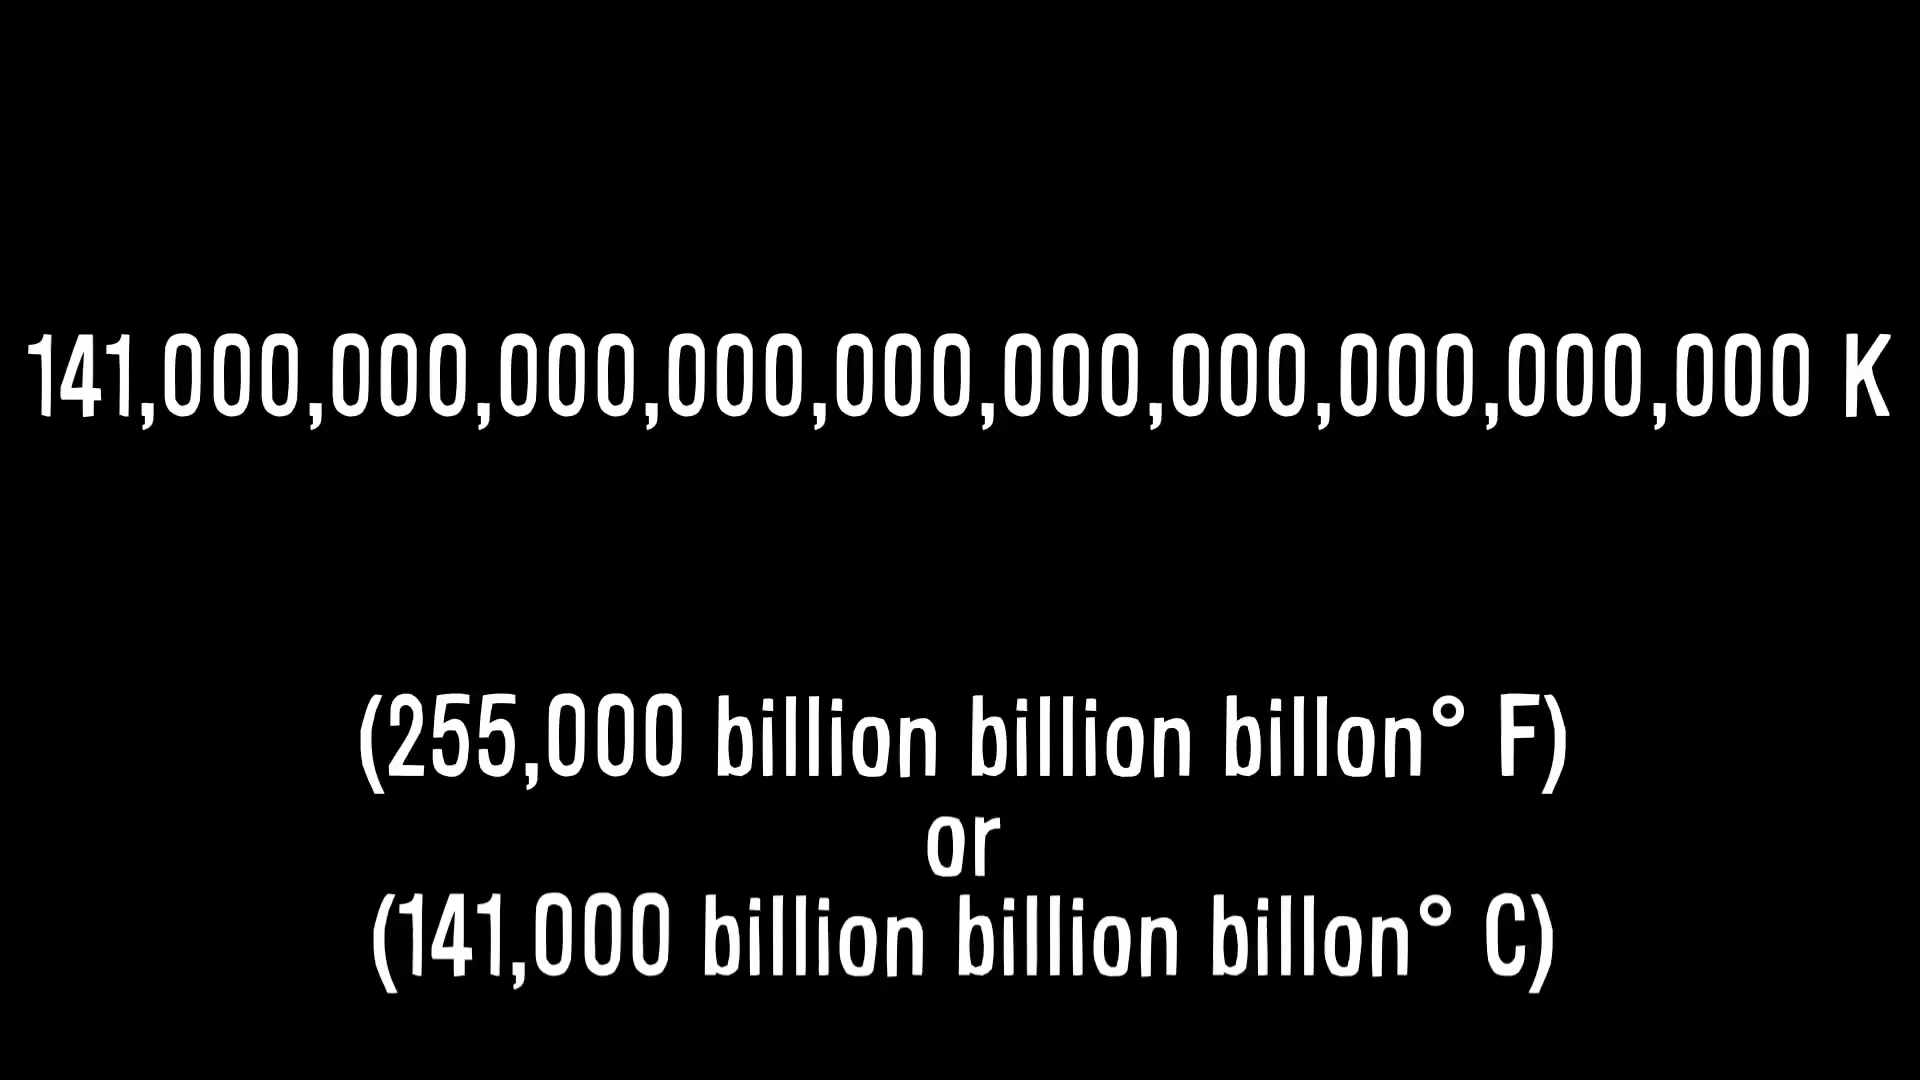 141,000,000,000,000,000,000,000,000,000,000 K
(255,000 billion billion billon° F)
or
(141,000 billion billion billon° C)